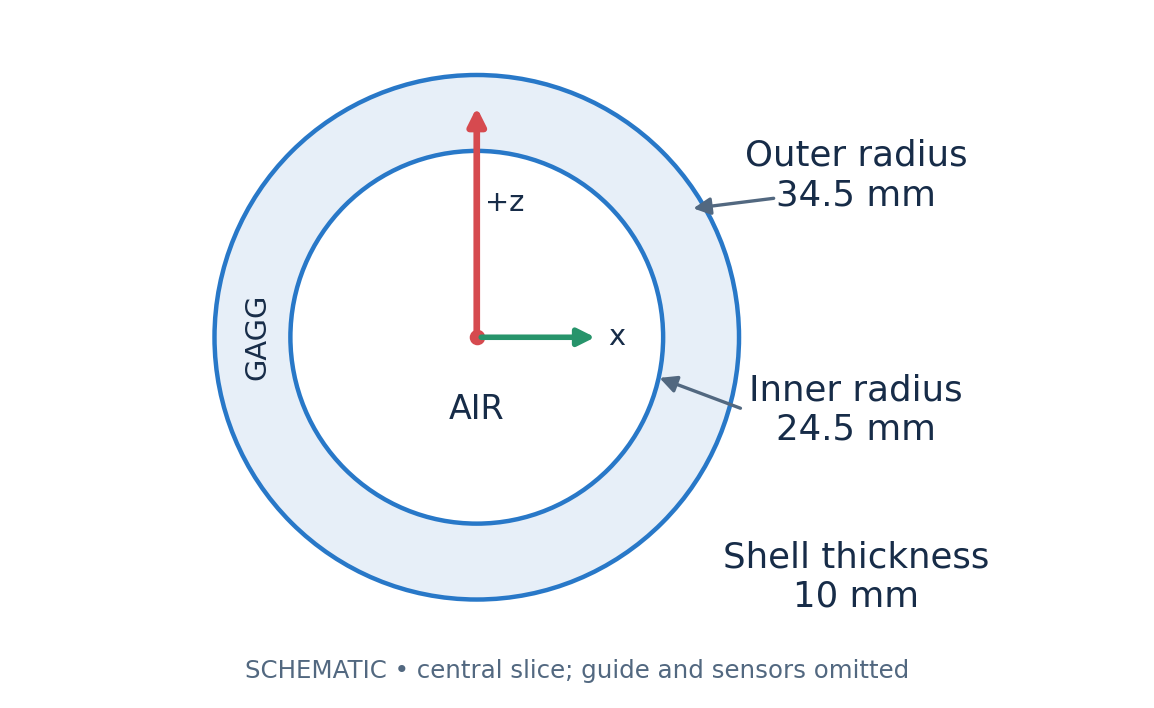 Outer radius
34.5 mm
+z
GAGG
x
AIR
Inner radius
24.5 mm
Shell thickness
10 mm
SCHEMATIC • central slice; guide and sensors omitted